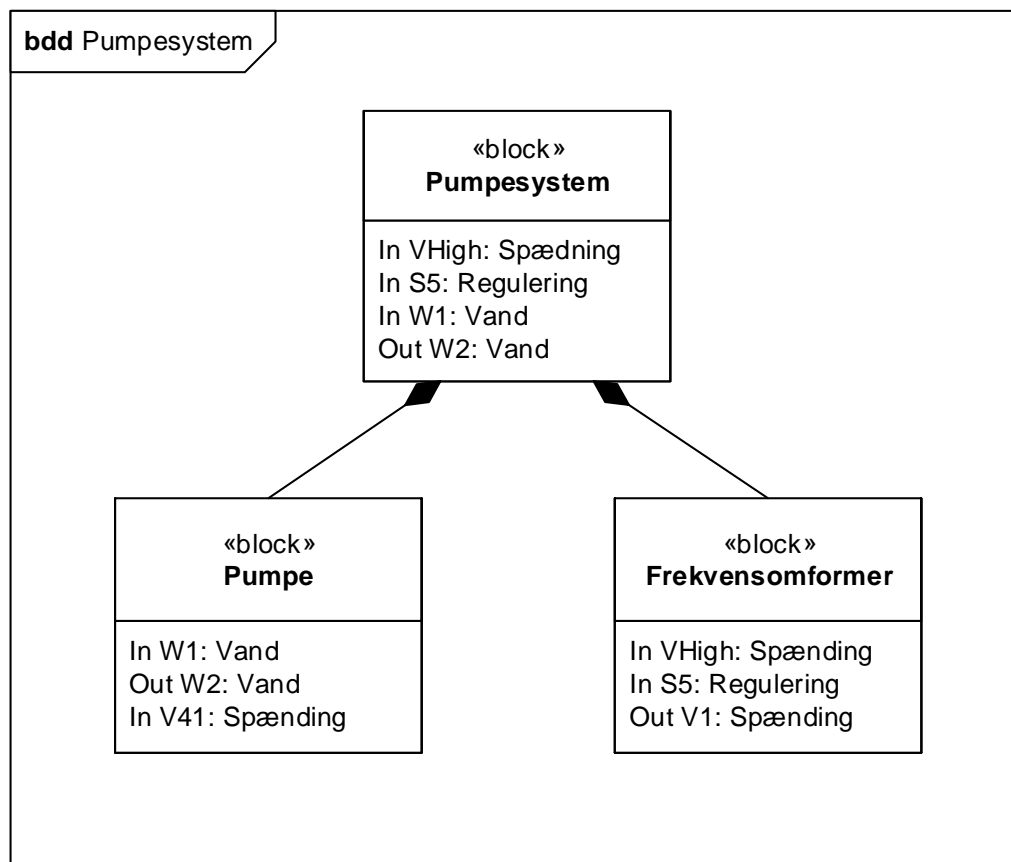 bdd Pumpesystem
«block»
Pumpesystem
In VHigh: Spædning
In S5: Regulering
In W1: Vand
Out W2: Vand
«block»
Pumpe
In W1: Vand
Out W2: Vand
In V41: Spænding
«block»
Frekvensomformer
In VHigh: Spænding
In S5: Regulering
Out V1: Spænding